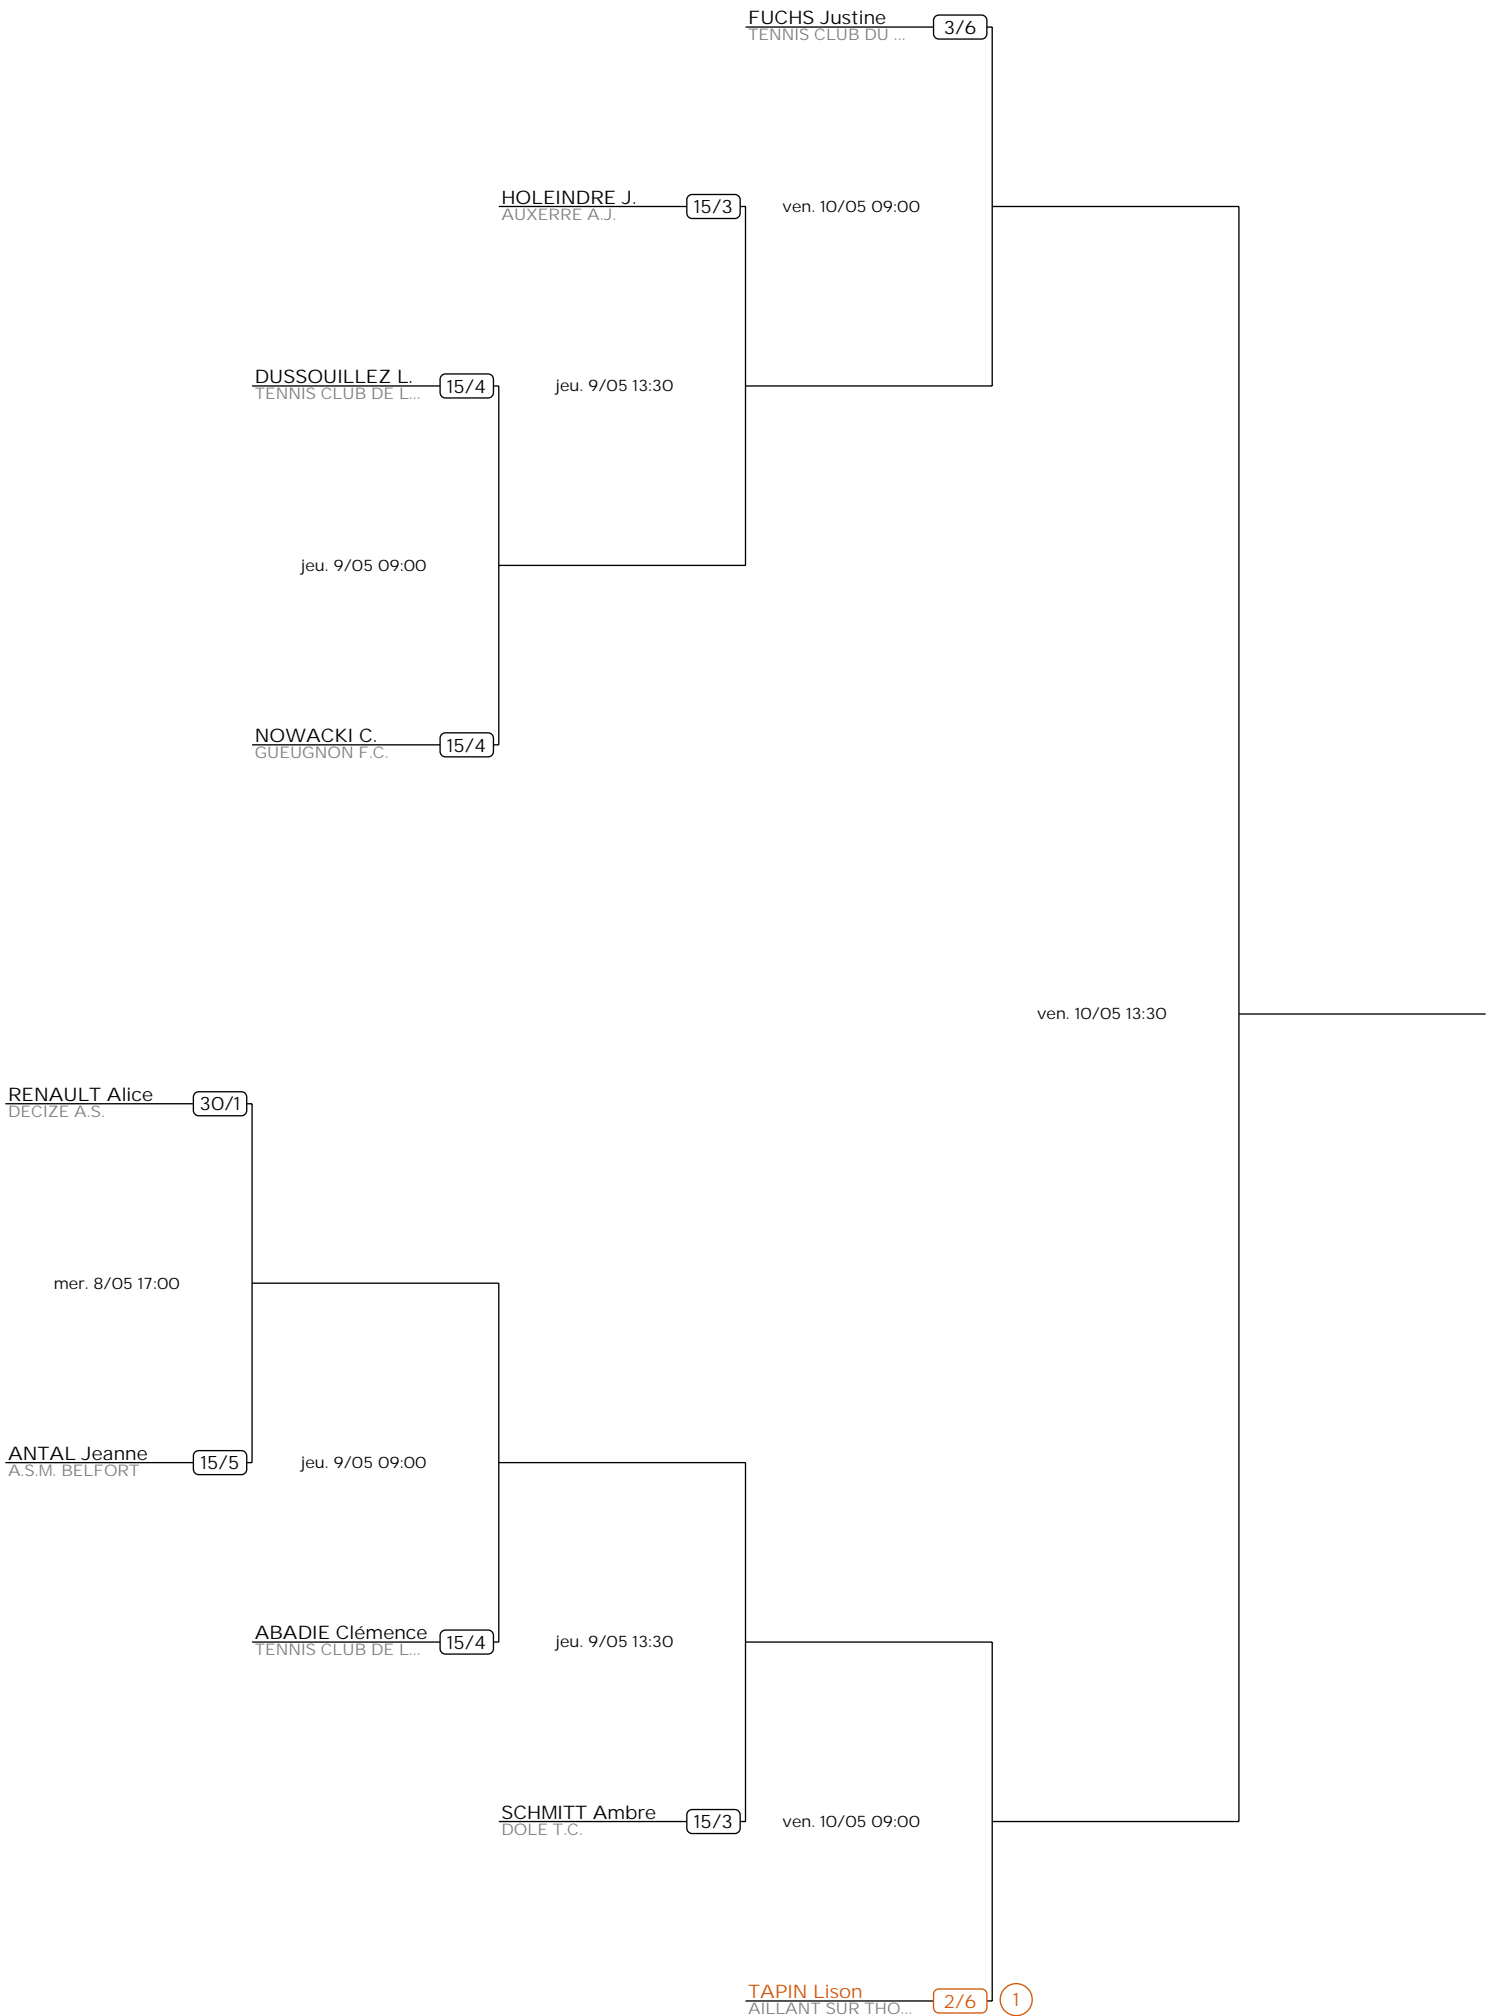 FUCHS Justine
3/6
TENNIS CLUB DU ...
HOLEINDRE J.
15/3
AUXERRE A.J.
ven. 10/05 09:00
DUSSOUILLEZ L.
15/4
TENNIS CLUB DE L...
jeu. 9/05 13:30
jeu. 9/05 09:00
NOWACKI C.
15/4
GUEUGNON F.C.
ven. 10/05 13:30
RENAULT Alice
30/1
DECIZE A.S.
mer. 8/05 17:00
ANTAL Jeanne
15/5
A.S.M. BELFORT
jeu. 9/05 09:00
ABADIE Clémence
15/4
TENNIS CLUB DE L...
jeu. 9/05 13:30
SCHMITT Ambre
15/3
DOLE T.C.
ven. 10/05 09:00
TAPIN Lison
2/6
1
AILLANT SUR THO...